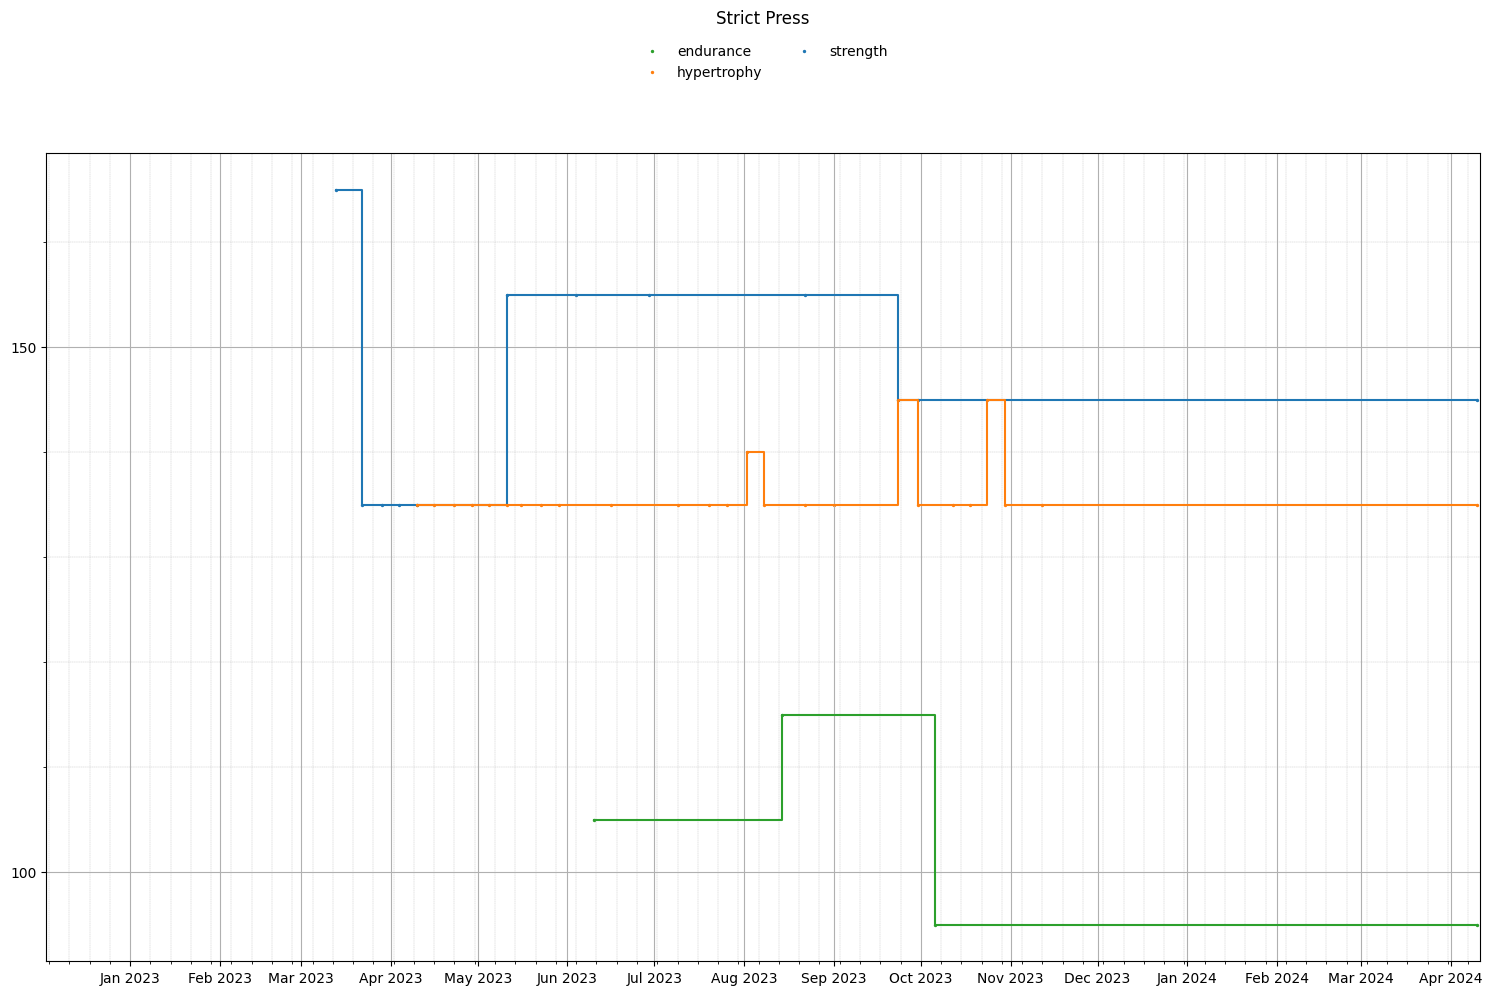 Strict Press
endurance
hypertrophy
strength
150
100
Jan 2023
Feb 2023
Mar 2023
Apr 2023
May 2023
Jun 2023
Jul 2023
Aug 2023
Sep 2023
Oct 2023
Nov 2023
Dec 2023
Jan 2024
Feb 2024
Mar 2024
Apr 2024